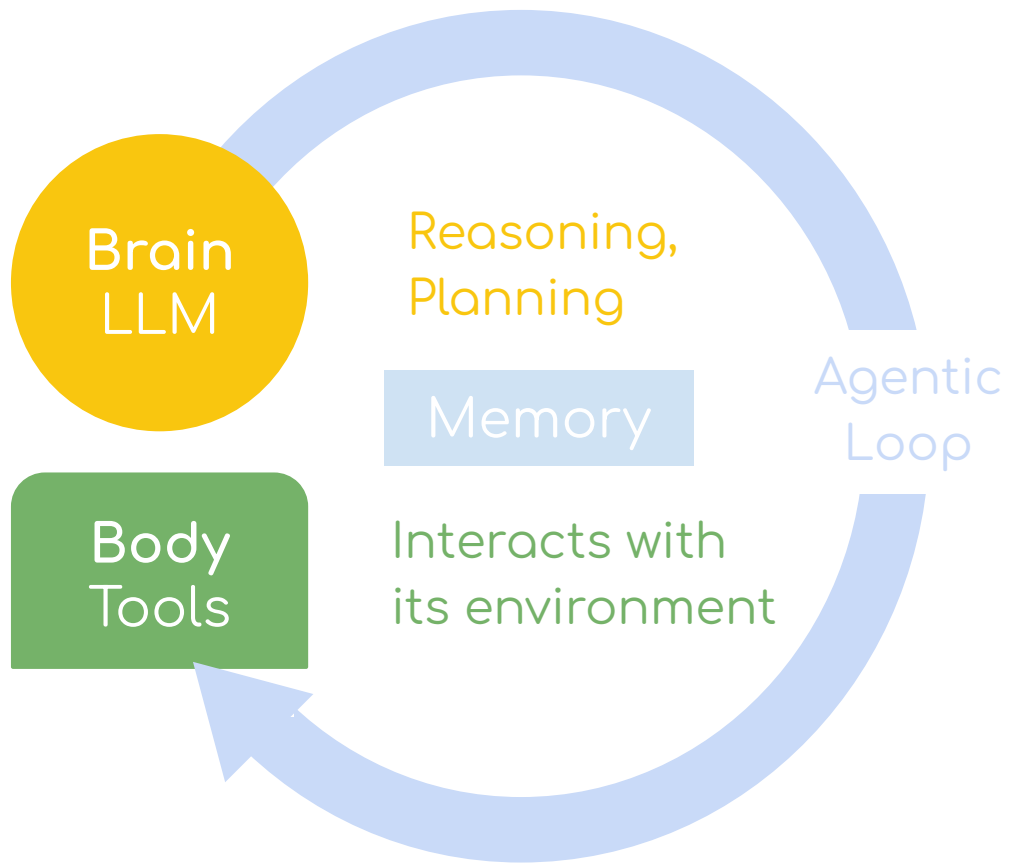 Brain
LLM
Reasoning,
Planning
Memory
Agentic
Loop
Body
Tools
Interacts with
its environment